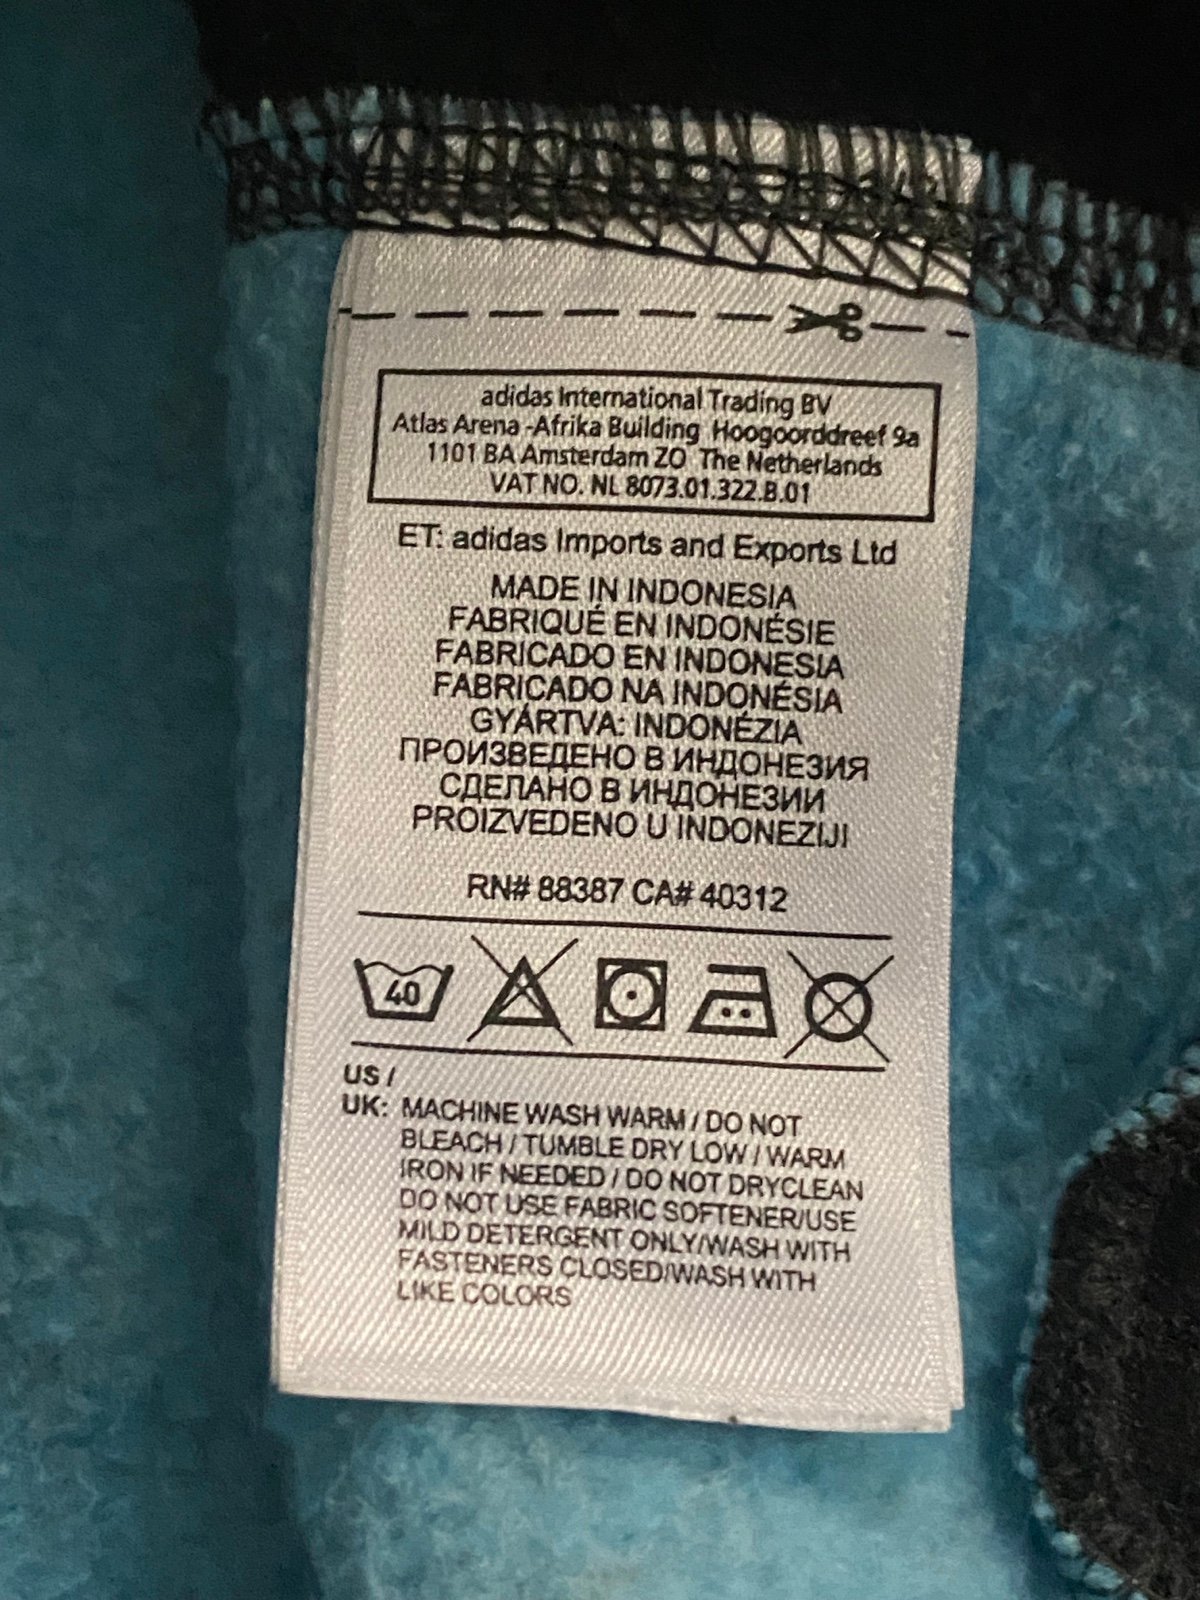 adidas International Trading BV
Atlas Arena -Afrika Building Hoogoorddreef 9a
1101 BA Amsterdam ZO The Netherlands
VAT NO. NL 8073.01.322.B.01
ET: adidas Imports and Exports Ltd
MADE IN INDONESIA
FABRIQUÉ EN INDONÉSIE
FABRICADO EN INDONESIA
FABRICADO NA INDONÉSIA
GYÁRTVA: INDONÉZIA
ПРОИЗВЕДЕНО В ИНДОНЕЗИЯ
СДЕЛАНО В ИНДОНЕЗИИ
PROIZVEDENO U INDONEZIJI
RN# 88387 CA# 40312
40
US /
UK: MACHINE WASH WARM / DO NOT
BLEACH / TUMBLE DRY LOW / WARM
IRON IF NEEDED / DO NOT DRYCLEAN
DO NOT USE FABRIC SOFTENER/USE
MILD DETERGENT ONLY/WASH WITH
FASTENERS CLOSED/WASH WITH
LIKE COLORS